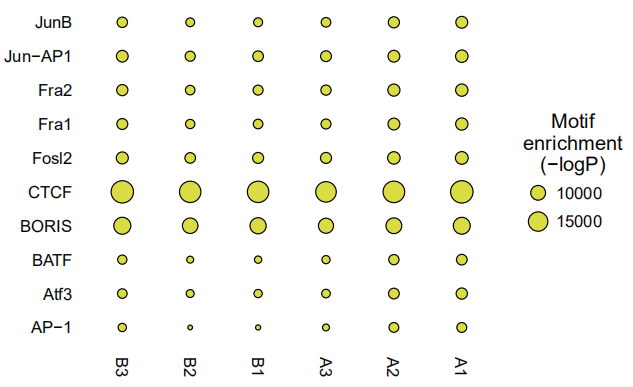 JunB
Jun−AP1
Fra2
Fra1
Fosl2
CTCF
BORIS
BATF
Atf3
AP−1
B3
B2
B1
A3
A2
A1
Motif
enrichment
(−logP)
10000
15000